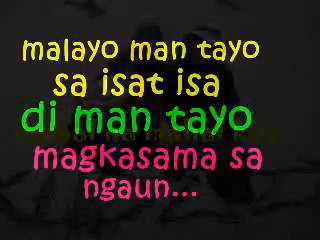 malayo man tayo
sa isat isa
di man tayo
magkasama sa
ngaun...